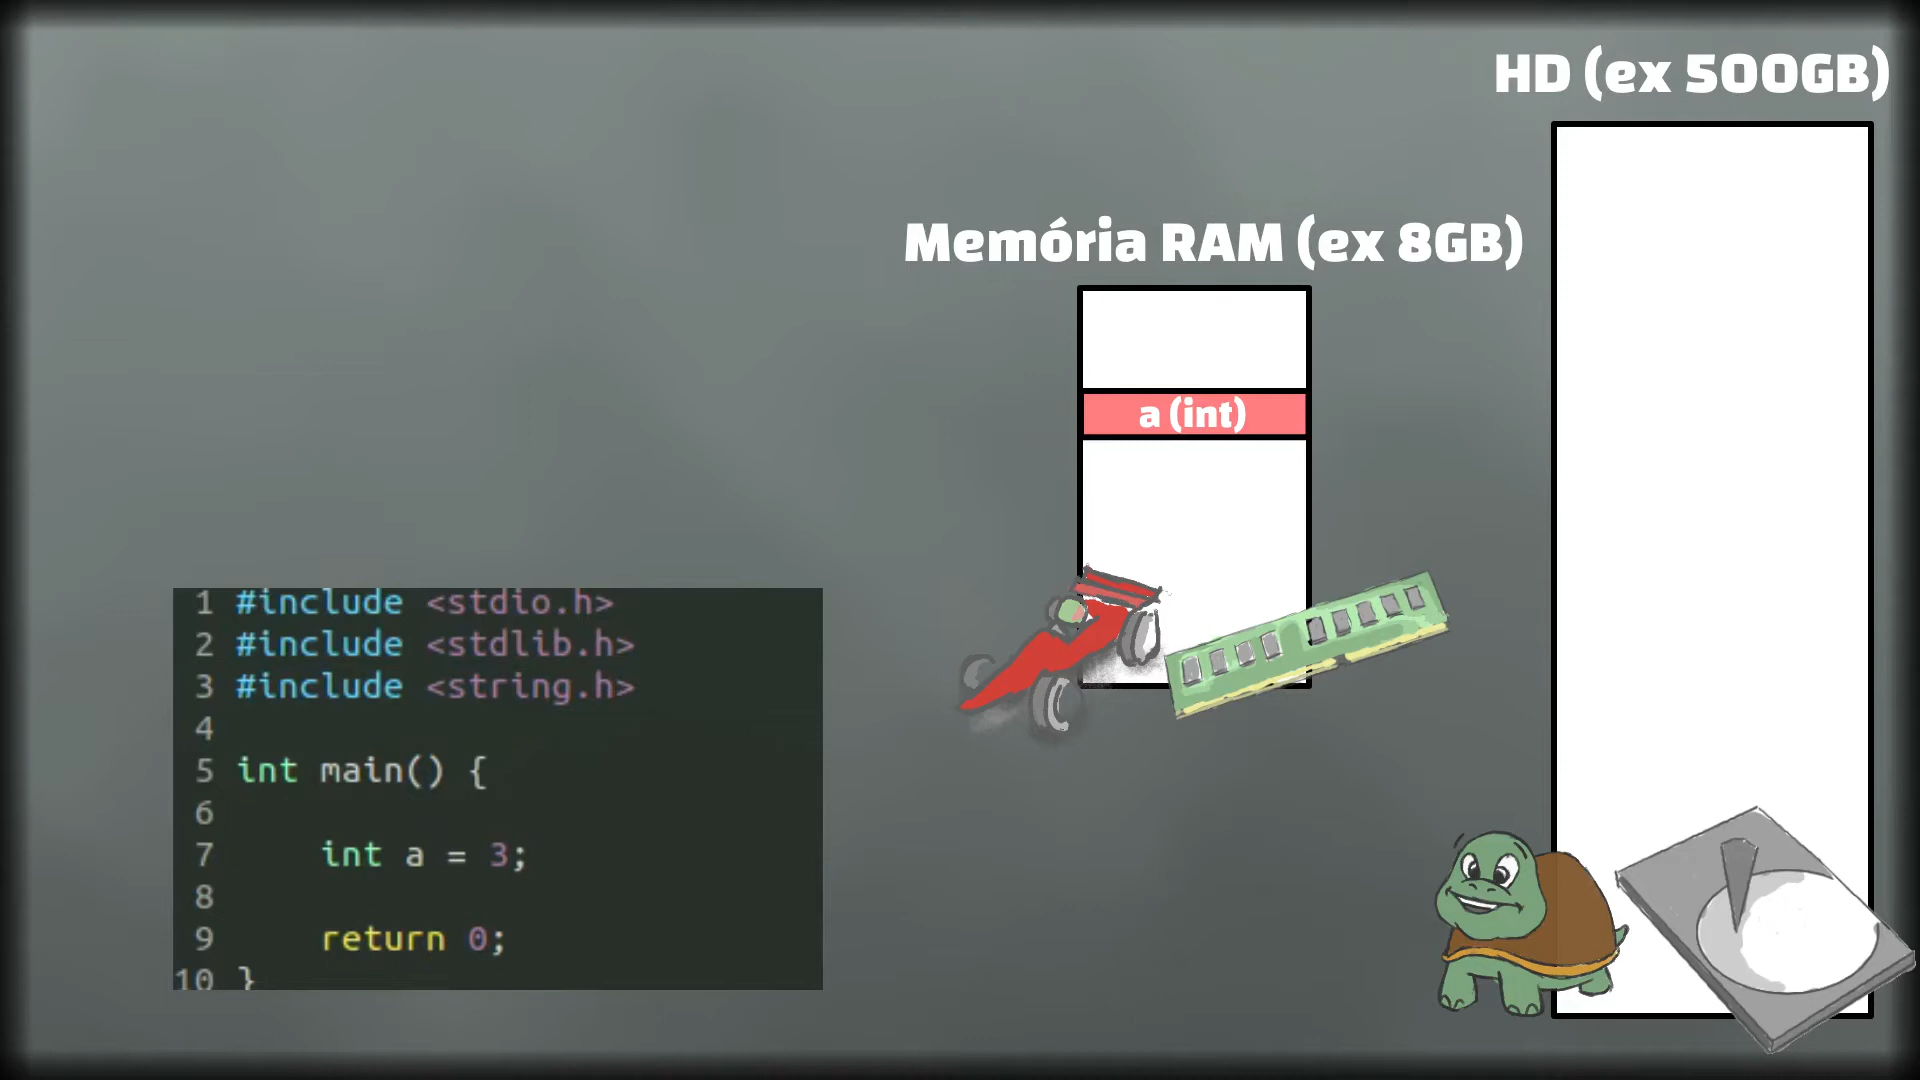 HD (ex 500GB)
Memória RAM (ex 8GB)
a (int)
1 #include <stdio.h>
2 #include <stdlib.h>
3 #include <string.h>
4
5 int main() {
6
7     int a = 3;
8
9     return 0;
10 }